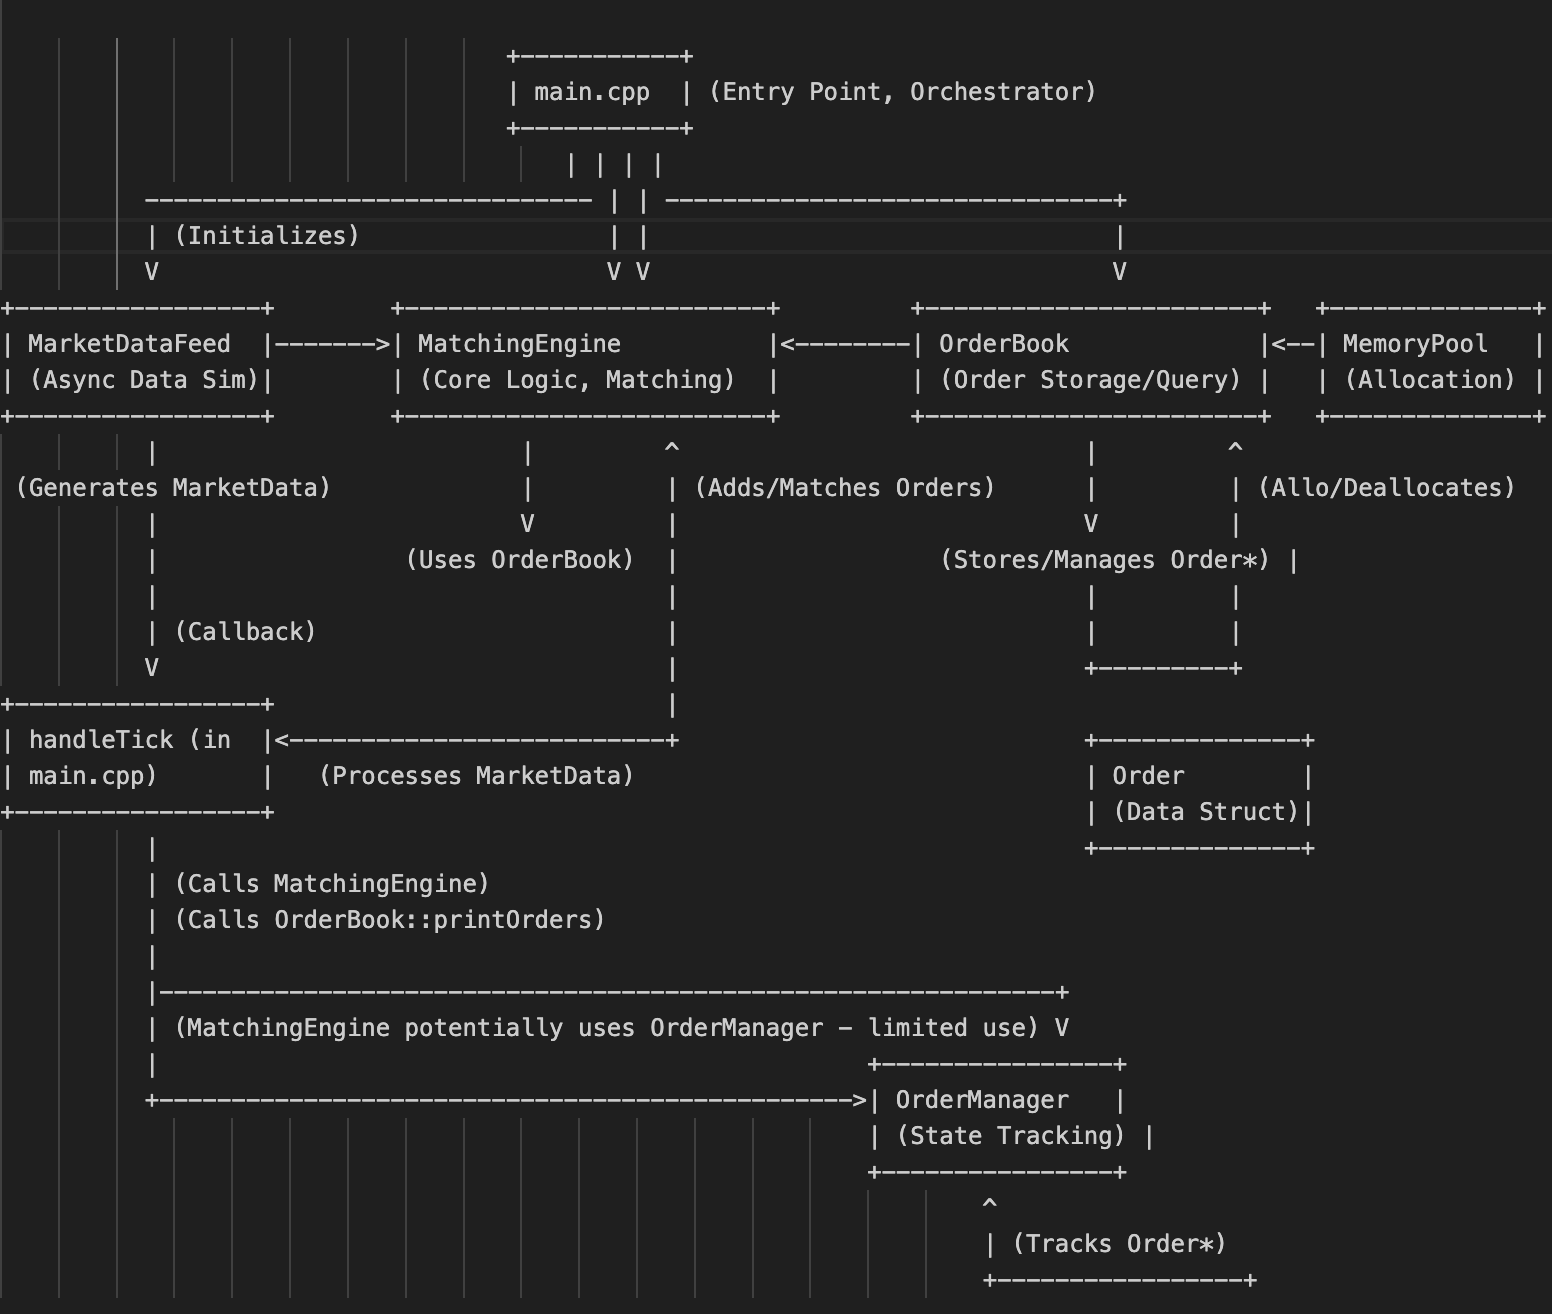 +-----------+
| main.cpp  | (Entry Point, Orchestrator)
+-----------+
| | | |
------------------------------- | | -------------------------------+
| (Initializes)                 | |                                |
V                               V V                                V
+-----------------+        +--------------------------+         +------------------------+   +--------------+
| MarketDataFeed  |------->| MatchingEngine          |<--------| OrderBook             |<--| MemoryPool   |
| (Async Data Sim)|        | (Core Logic, Matching)  |         | (Order Storage/Query) |   | (Allocation) |
+-----------------+        +--------------------------+         +------------------------+   +--------------+
|                         |         ^                            |         ^
(Generates MarketData)             |         | (Adds/Matches Orders)      |         | (Allo/Deallocates)
|                         V         |                            V         |
|                 (Uses OrderBook)  |                  (Stores/Manages Order*) |
|                                   |                            |         |
| (Callback)                        |                            |         |
V                                   |                            +---------+
+-----------------+                           |
| handleTick (in  |<--------------------------+                            +--------------+
| main.cpp)       |   (Processes MarketData)                               | Order        |
+-----------------+                                                        | (Data Struct)|
|                                                                +--------------+
| (Calls MatchingEngine)
| (Calls OrderBook::printOrders)
|
|--------------------------------------------------------------+
| (MatchingEngine potentially uses OrderManager – limited use) V
|                                                 +----------------+
+------------------------------------------------>| OrderManager   |
| (State Tracking) |
+----------------+
^
| (Tracks Order*)
+-----------------+